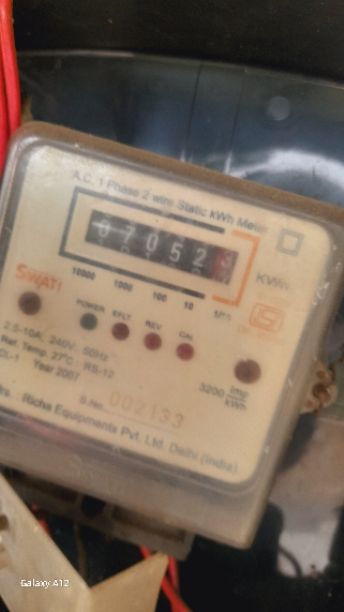 A.C. 1 Phase 2 wire Static kWh Meter
07052
KWh
10000 1000 100 10 1/10
SWATI
POWER EFLT REV CAL
2.5-10A, 240V, 50Hz
Ref. Temp. 27°C RS-12
CL-1 Year 2007
3200 imp/kWh
S.No. 002133
Mfrs.: Richa Equipments Pvt. Ltd. Delhi (India)
Galaxy A12